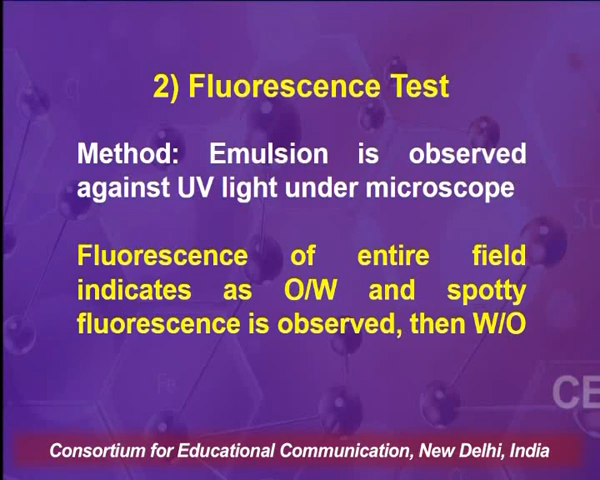 2) Fluorescence Test
Method: Emulsion is observed
against UV light under microscope
Fluorescence of entire field
indicates as O/W and spotty
fluorescence is observed, then W/O
CE
Consortium for Educational Communication, New Delhi, India